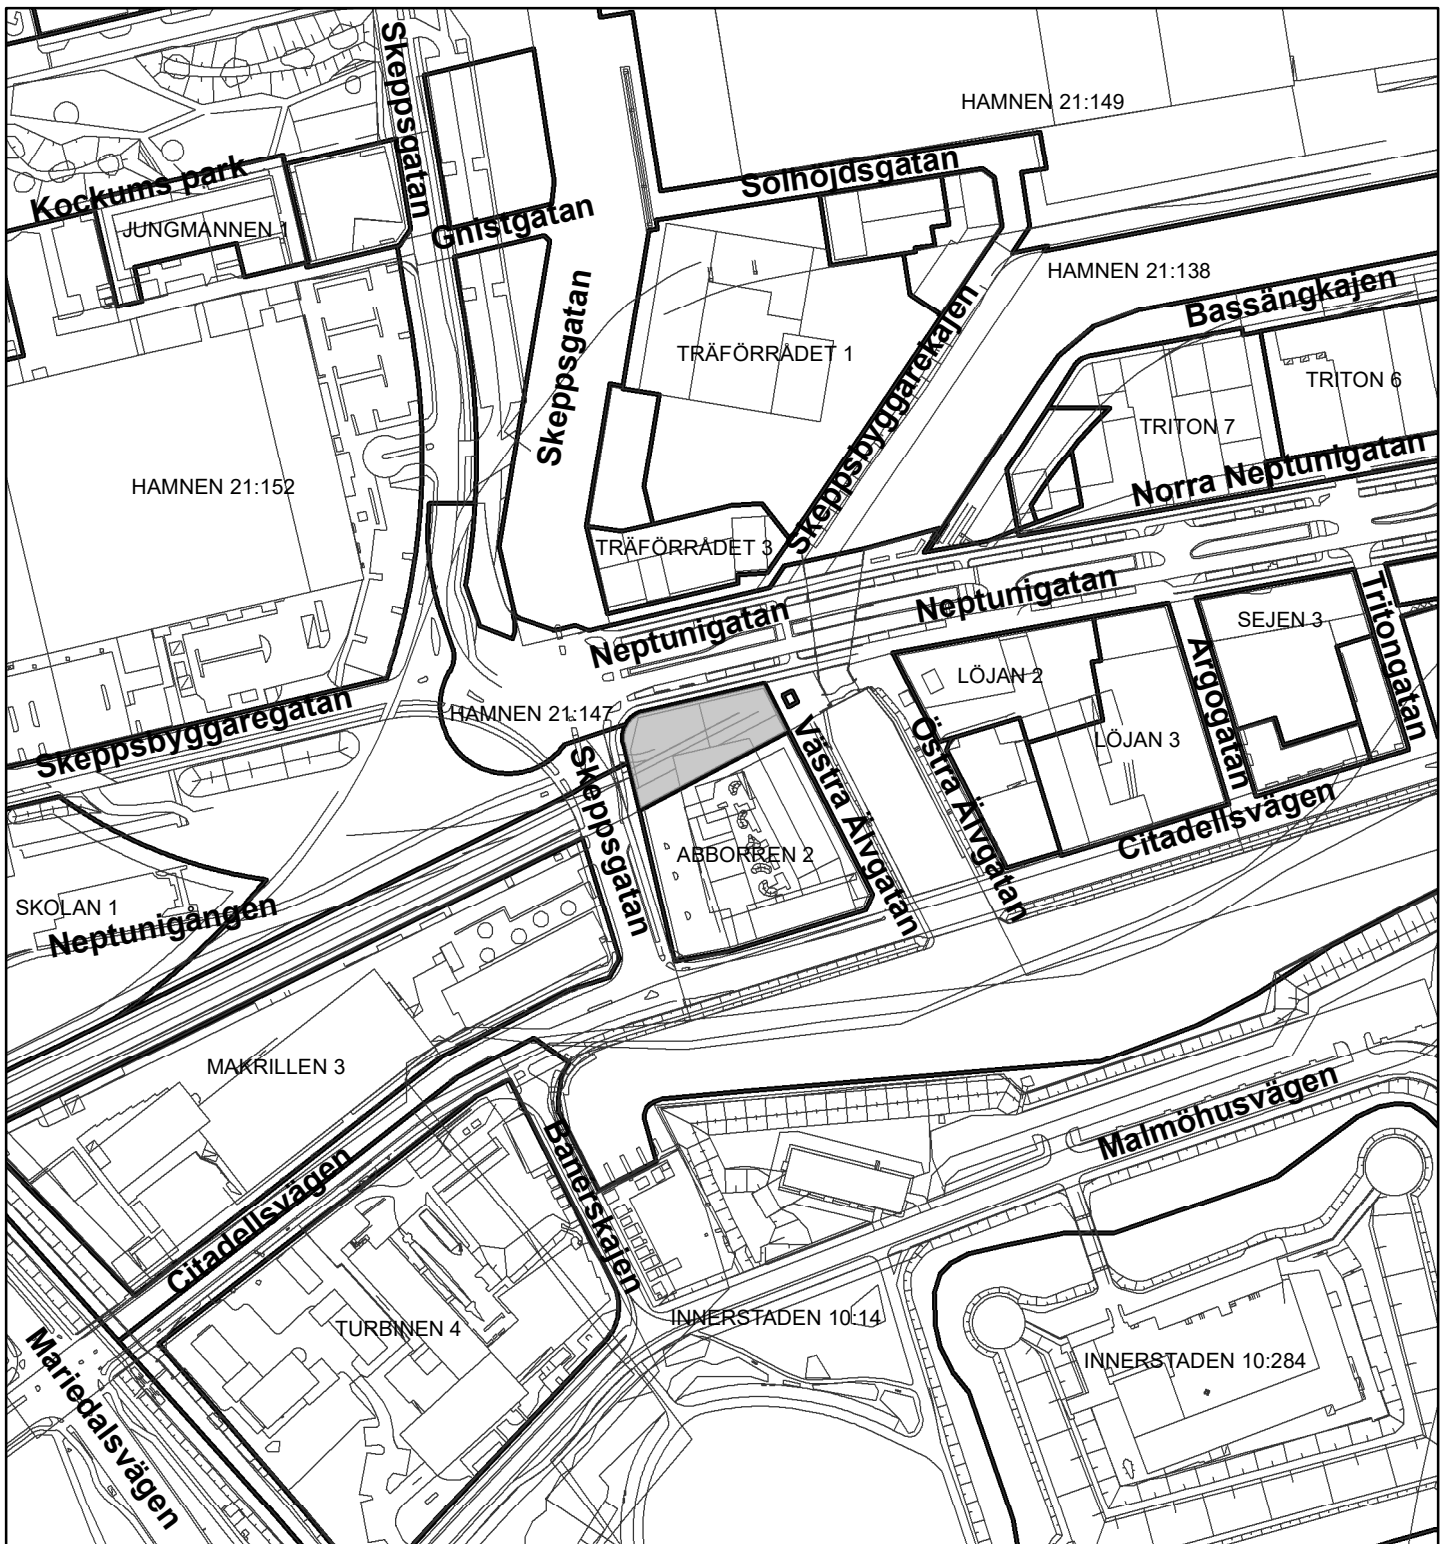 Skeppsgatan
HAMNEN 21:149
Solhöjdsgatan
Kockums park
JUNGMANNEN 1
Gnistgatan
HAMNEN 21:138
Bassängkajen
Skeppsgatan
TRÄFÖRRÅDET 1
Skeppsbyggarekajen
TRITON 6
TRITON 7
Norra Neptunigatan
HAMNEN 21:152
TRÄFÖRRÅDET 3
Neptunigatan
Neptunigatan
SEJEN 3
Tritongatan
LÖJAN 2
Argogatan
Skeppsbyggaregatan
HAMNEN 21:147
LÖJAN 3
Skeppsgatan
Västra Älvgatan
Östra Älvgatan
Citadellsvägen
ABBORREN 2
SKOLAN 1
Neptunigången
MAKRILLEN 3
Malmöhusvägen
Banérskajen
Citadellsvägen
TURBINEN 4
INNERSTADEN 10:14
INNERSTADEN 10:284
Mariedalsvägen